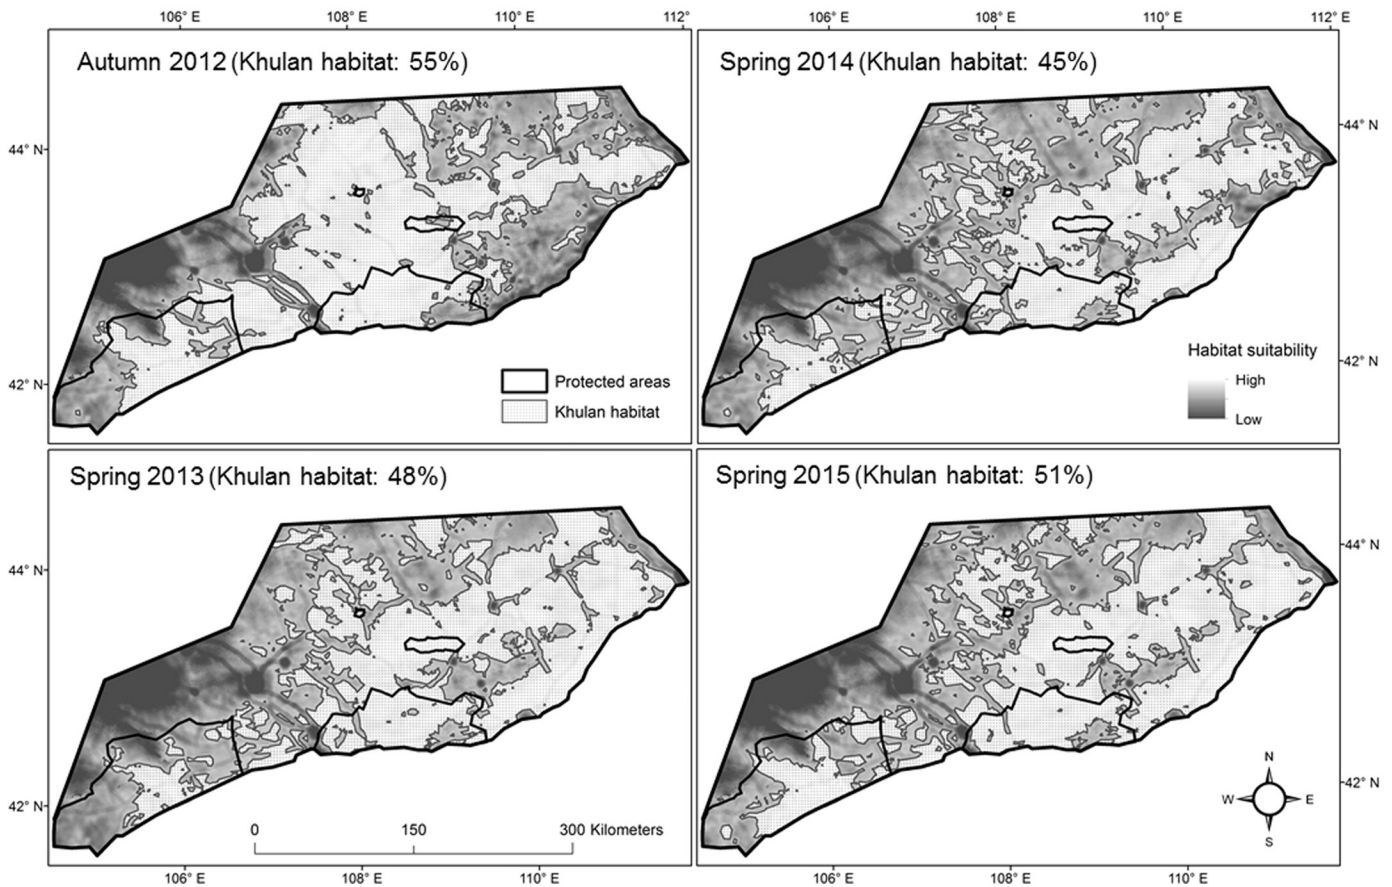 106° E 108° E 110° E 112° 106° E 108° E 110° E 112° E
Autumn 2012 (Khulan habitat: 55%)
44° N
42° N
Protected areas
Khulan habitat
Spring 2014 (Khulan habitat: 45%)
44° N
42° N
Habitat suitability
High
Low
Spring 2013 (Khulan habitat: 48%)
44° N
42° N
0 150 300 Kilometers
Spring 2015 (Khulan habitat: 51%)
44° N
42° N
N
W E
S
106° E 108° E 110° E 106° E 108° E 110° E